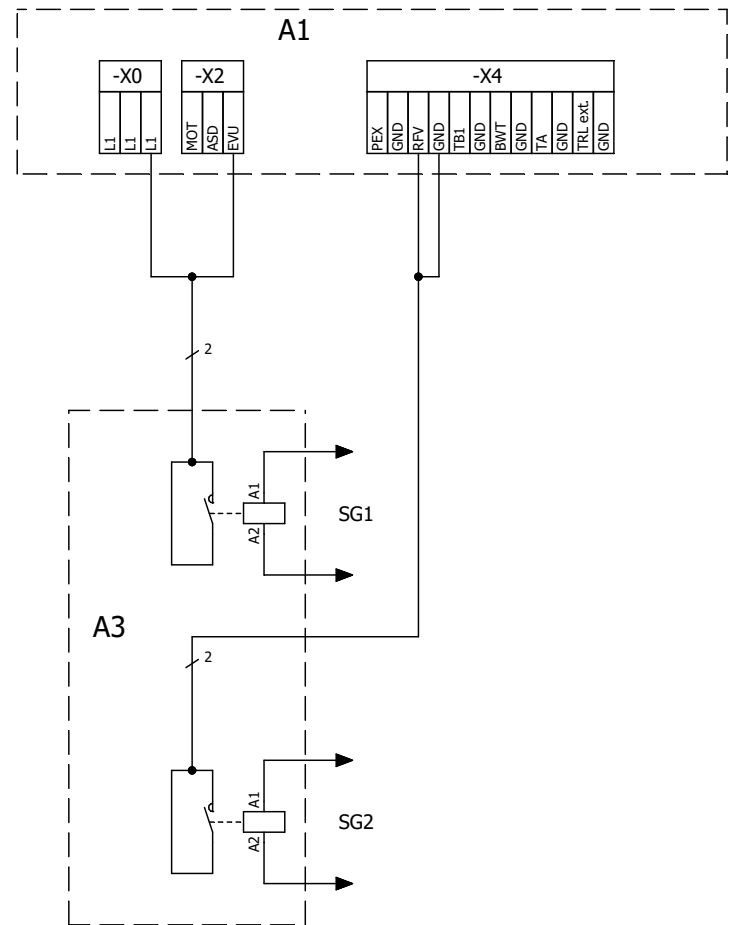 A1
-X0
-X2
-X4
L1
L1
L1
MOT
ASD
EVU
PEX
GND
RFV
GND
TB1
GND
BWT
GND
TA
GND
TRL ext.
GND
2
A1
A2
SG1
A3
2
A1
A2
SG2